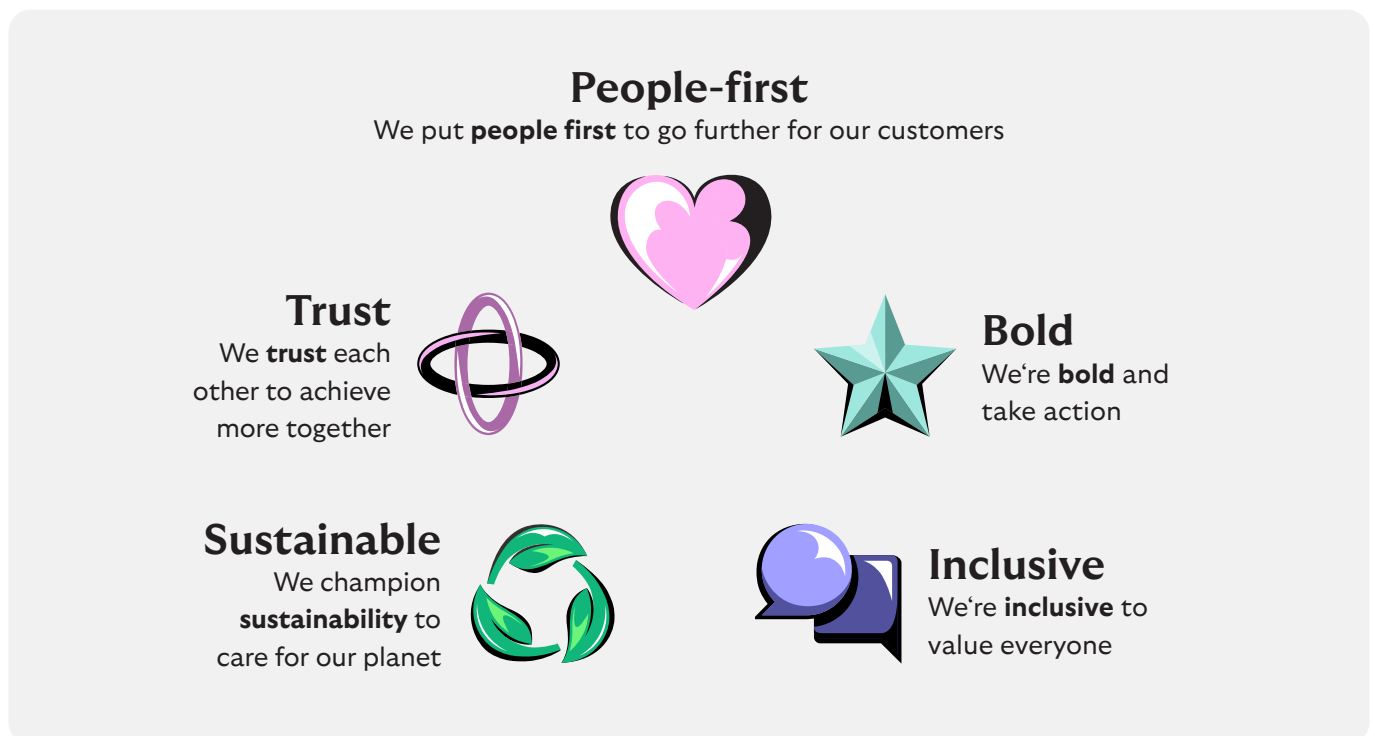 People-first
We put people first to go further for our customers
Trust
We trust each
other to achieve
more together
Bold
We‘re bold and
take action
Sustainable
We champion
sustainability to
care for our planet
Inclusive
We‘re inclusive to
value everyone